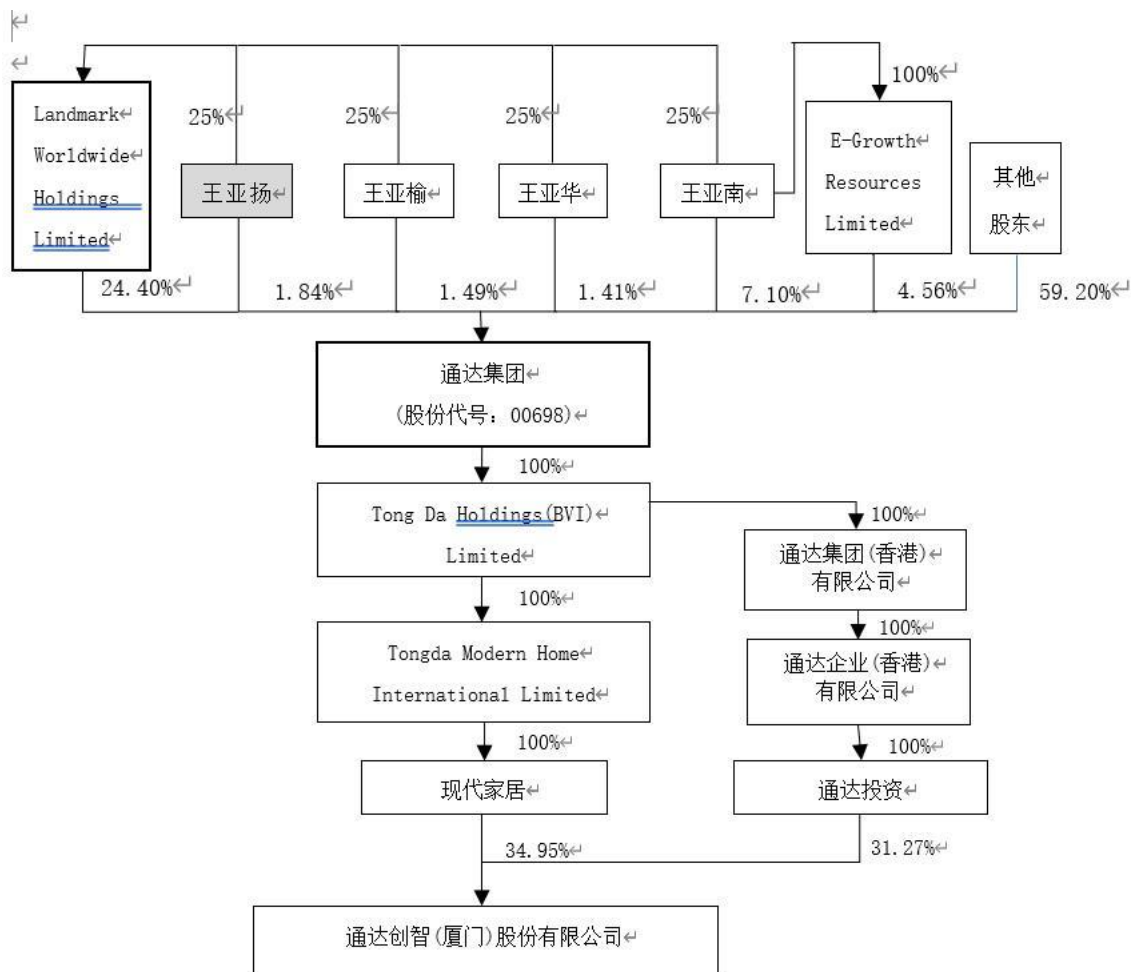 100%
Landmark
Worldwide
Holdings
Limited
25%
25%
25%
25%
王亚扬
王亚榆
王亚华
王亚南
E-Growth
Resources
Limited
其他
股东
24.40%
1.84%
1.49%
1.41%
7.10%
4.56%
59.20%
通达集团
(股份代号：00698)
100%
Tong Da Holdings(BVI)
Limited
100%
通达集团(香港)
有限公司
100%
100%
Tongda Modern Home
International Limited
通达企业(香港)
有限公司
100%
100%
现代家居
通达投资
34.95%
31.27%
通达创智(厦门)股份有限公司